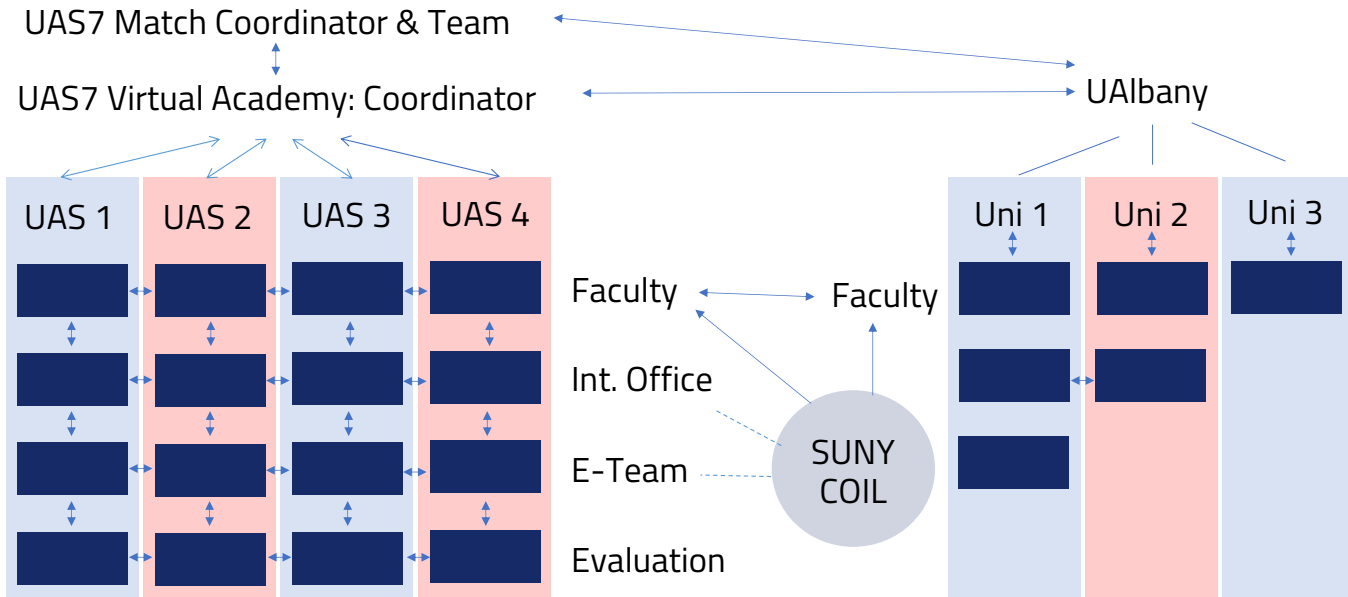 UAS7 Match Coordinator & Team
UAS7 Virtual Academy: Coordinator
UAlbany
UAS 1
UAS 2
UAS 3
UAS 4
Uni 1
Uni 2
Uni 3
Faculty
Faculty
Int. Office
E-Team
Evaluation
SUNY
COIL